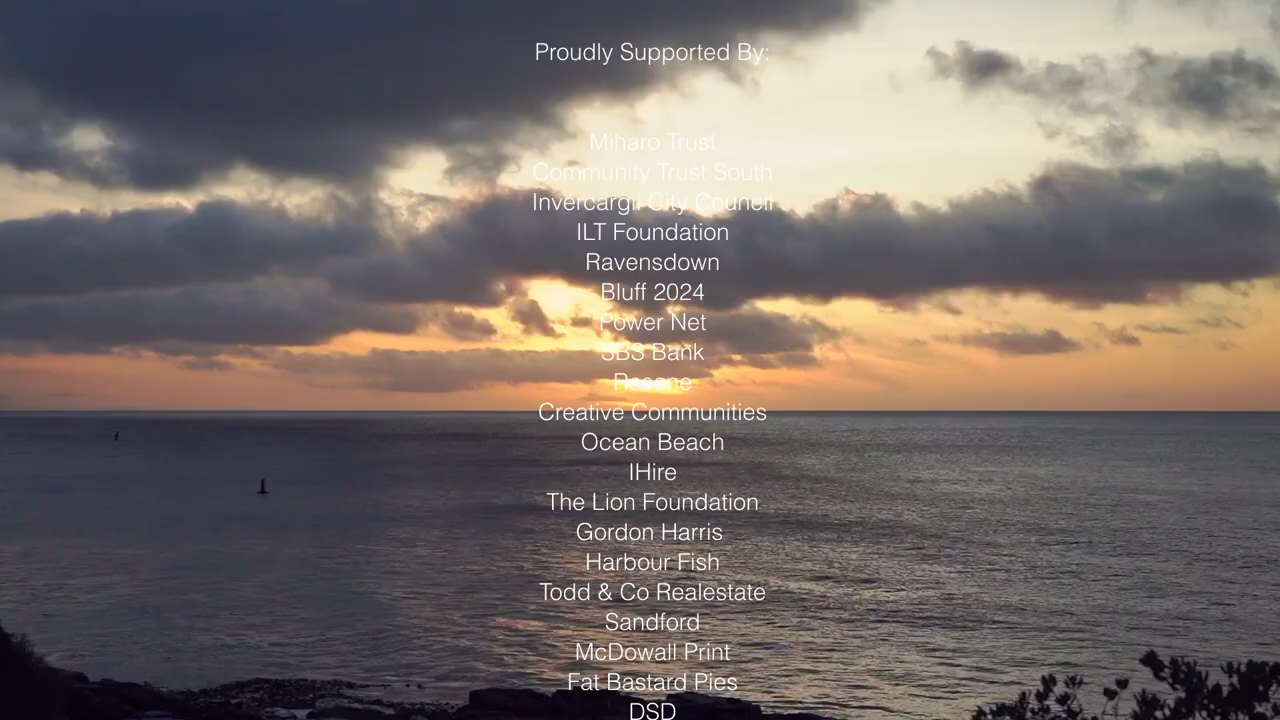 Proudly Supported By:
Miharo Trust
Community Trust South
Invercargil City Council
ILT Foundation
Ravensdown
Bluff 2024
Power Net
SBS Bank
Resene
Creative Communities
Ocean Beach
IHire
The Lion Foundation
Gordon Harris
Harbour Fish
Todd & Co Realestate
Sandford
McDowall Print
Fat Bastard Pies
DSD